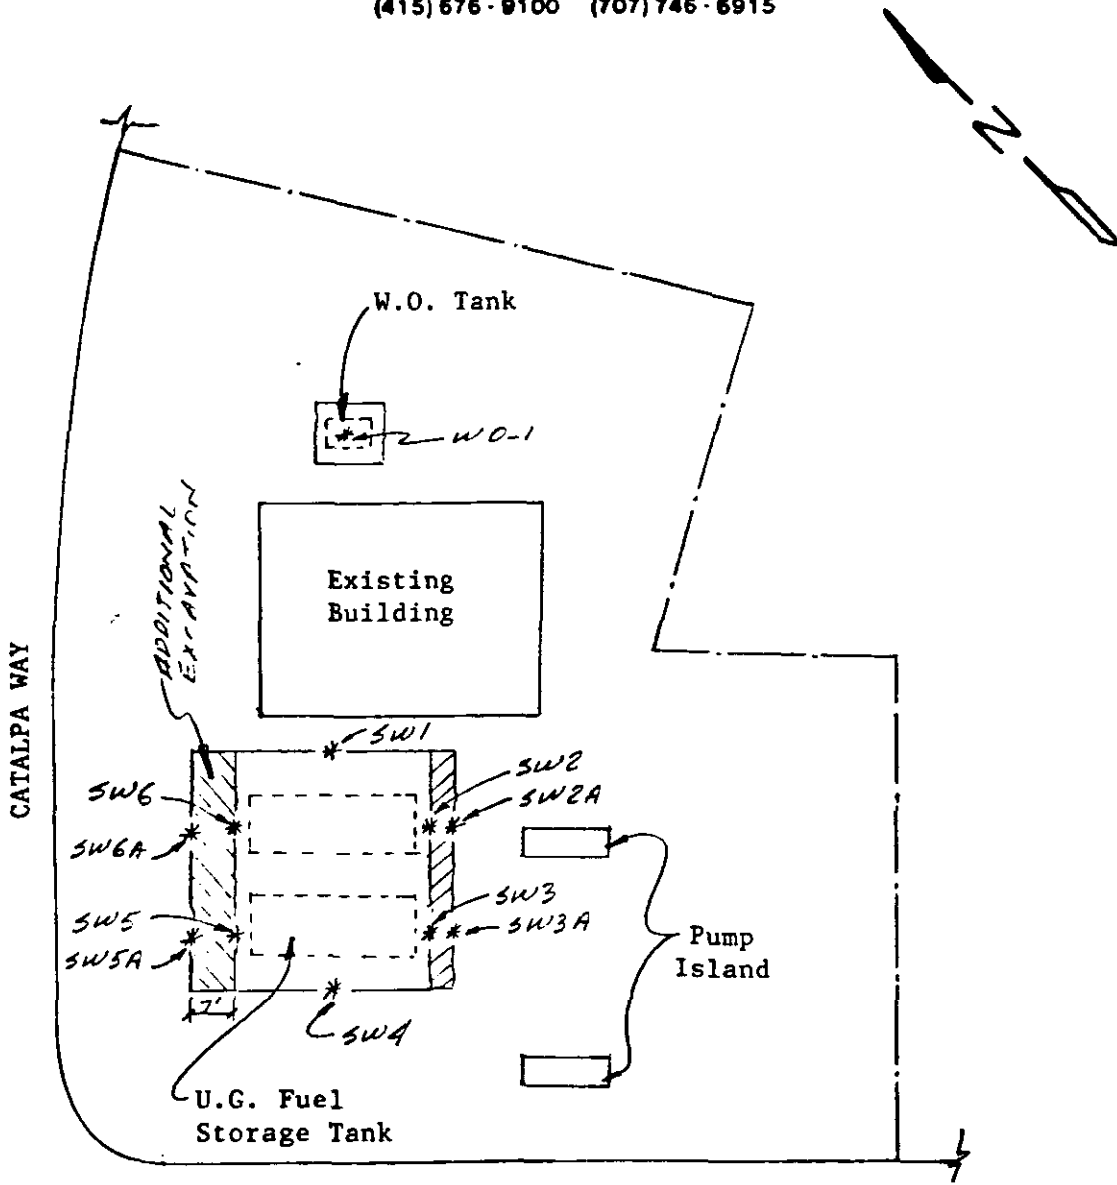 (415) 676 - 9100 (707) 746 - 6915
N
W.O. Tank
WO-1
ADDITIONAL
EXCAVATION
Existing
Building
CATALPA WAY
SW1
SW2
SW2A
SW6
SW6A
SW3
SW3A
SW5
SW5A
Pump
Island
7'
SW4
U.G. Fuel
Storage Tank